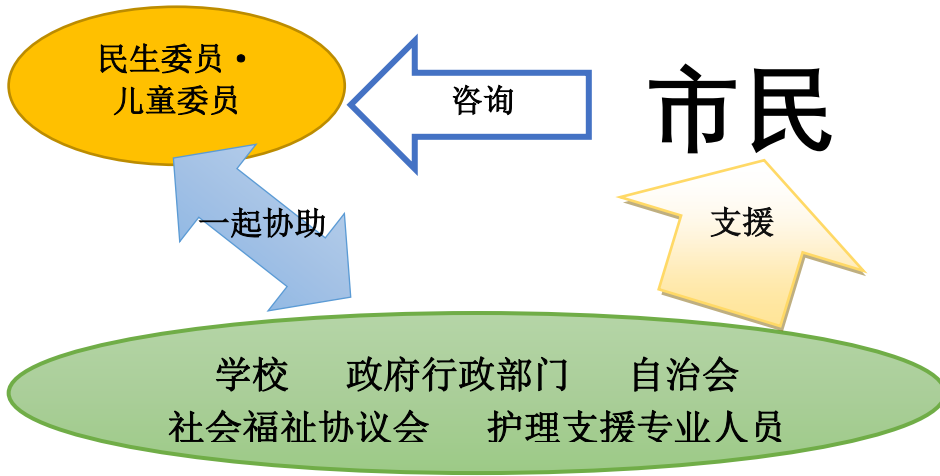 民生委员·
儿童委员
咨询
市民
一起协助
支援
学校 政府行政部门 自治会
社会福祉协议会 护理支援专业人员